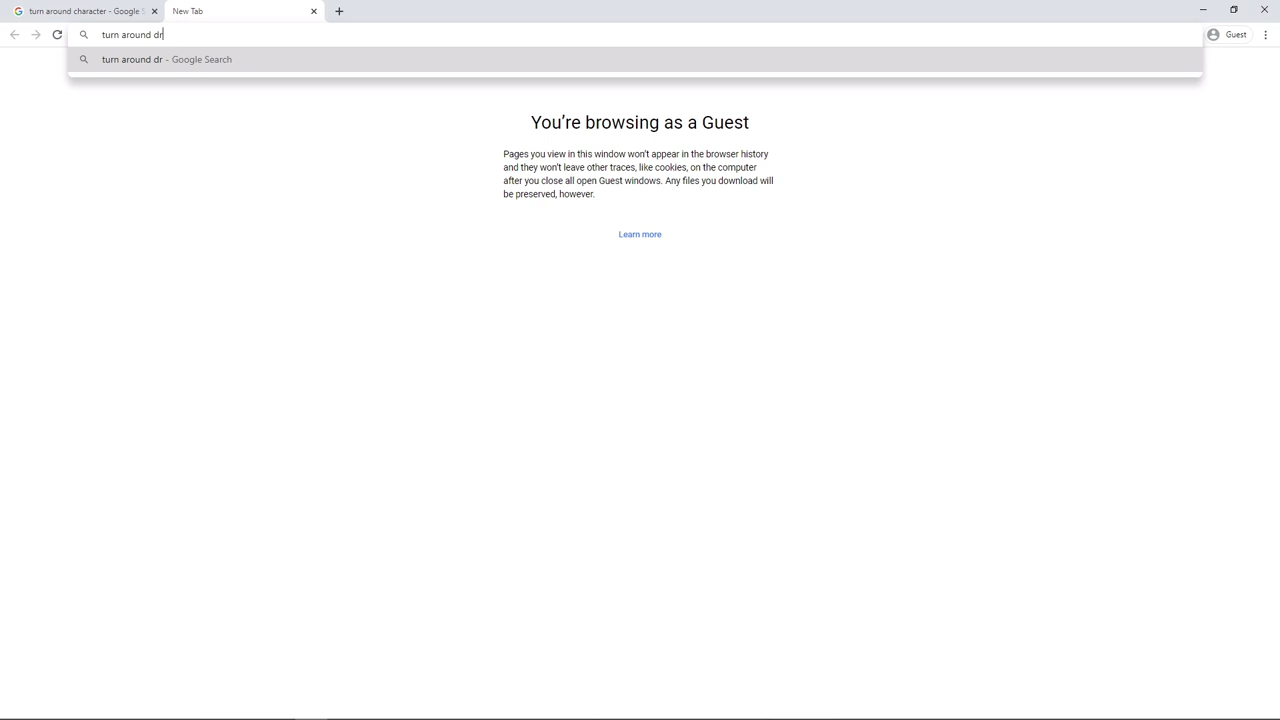 turn around character - Google S
New Tab
turn around dr
Guest
turn around dr - Google Search
You're browsing as a Guest
Pages you view in this window won't appear in the browser history
and they won't leave other traces, like cookies, on the computer
after you close all open Guest windows. Any files you download will
be preserved, however.
Learn more